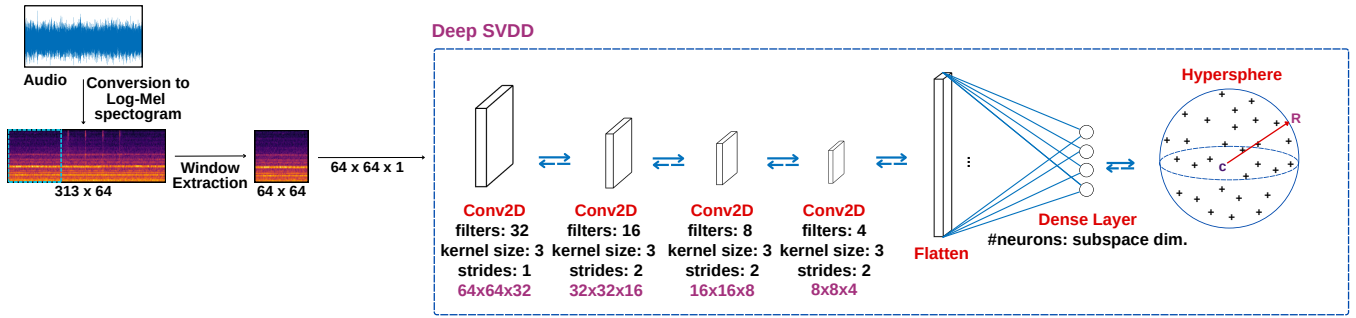 Deep SVDD
Audio
Conversion to
Log-Mel
spectogram
313 x 64
Window
Extraction
64 x 64
64 x 64 x 1
Conv2D
filters: 32
kernel size: 3
strides: 1
64x64x32
Conv2D
filters: 16
kernel size: 3
strides: 2
32x32x16
Conv2D
filters: 8
kernel size: 3
strides: 2
16x16x8
Conv2D
filters: 4
kernel size: 3
strides: 2
8x8x4
...
Flatten
Dense Layer
#neurons: subspace dim.
Hypersphere
R
c